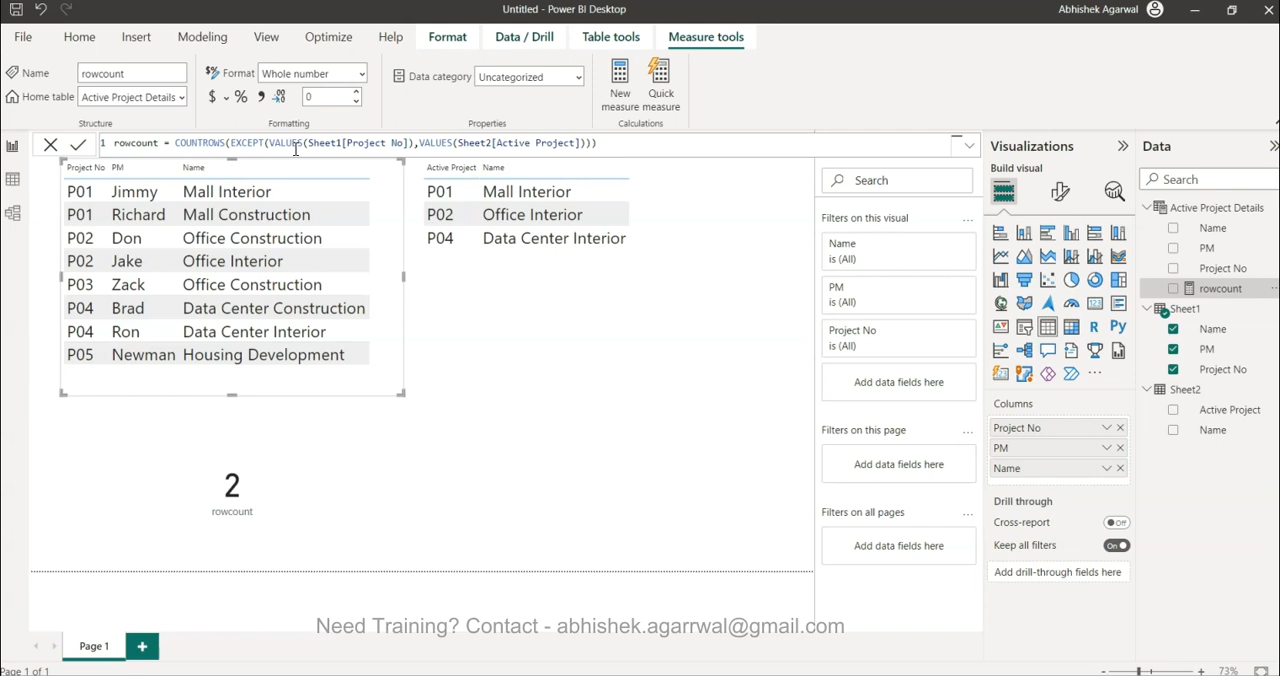 Untitled - Power BI Desktop
Abhishek Agarwal
File Home Insert Modeling View Optimize Help Format Data / Drill Table tools Measure tools
Name rowcount
Home table Active Project Details
Structure
Format Whole number
$ % 0
Formatting
Data category Uncategorized
Properties
New measure
Quick measure
Calculations
1 rowcount = COUNTROWS(EXCEPT(VALUES(Sheet1[Project No]),VALUES(Sheet2[Active Project])))
Project No PM Name
P01 Jimmy Mall Interior
P01 Richard Mall Construction
P02 Don Office Construction
P02 Jake Office Interior
P03 Zack Office Construction
P04 Brad Data Center Construction
P04 Ron Data Center Interior
P05 Newman Housing Development
Active Project Name
P01 Mall Interior
P02 Office Interior
P04 Data Center Interior
2
rowcount
Search
Filters on this visual ...
Name
is (All)
PM
is (All)
Project No
is (All)
Add data fields here
Filters on this page ...
Add data fields here
Filters on all pages ...
Add data fields here
Visualizations
Build visual
R Py
...
Columns
Project No
PM
Name
Drill through
Cross-report Off
Keep all filters On
Add drill-through fields here
Data
Search
Active Project Details
Name
PM
Project No
rowcount ...
Sheet1
Name
PM
Project No
Sheet2
Active Project
Name
Need Training? Contact - abhishek.agarrwal@gmail.com
Page 1 +
Page 1 of 1
- + 73%